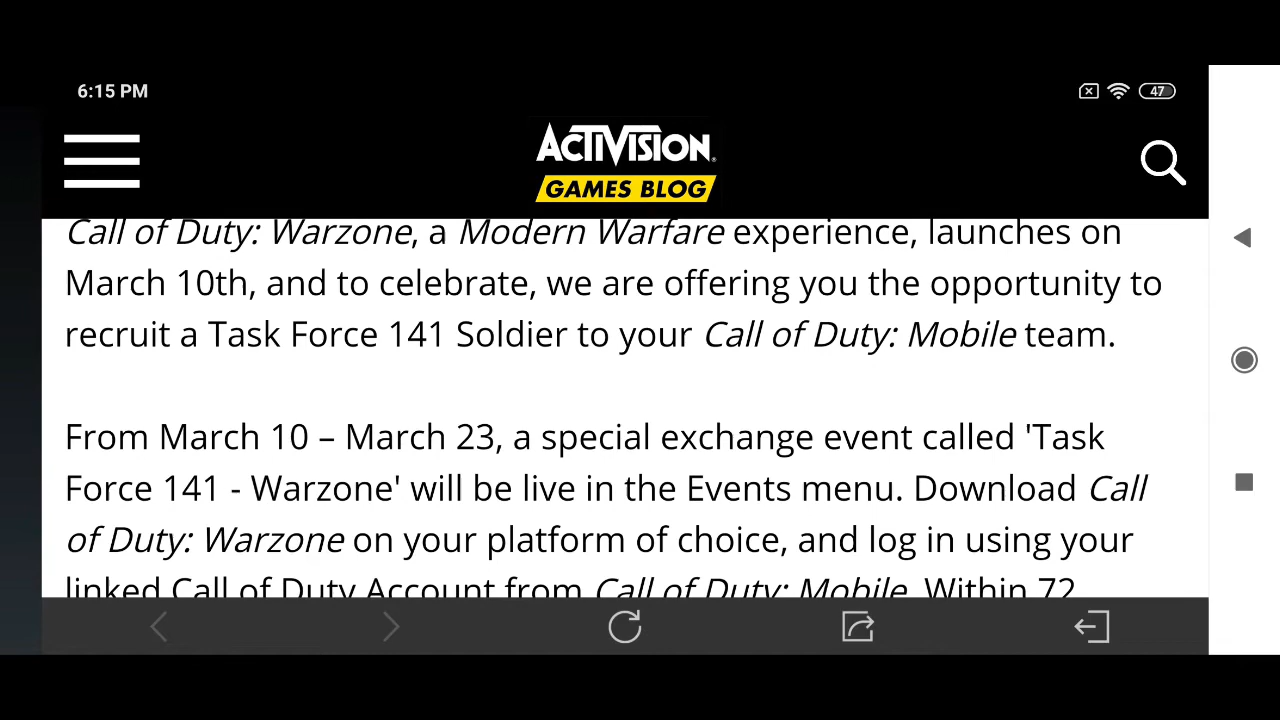 6:15 PM
47
ACTIVISION
GAMES BLOG
Call of Duty: Warzone, a Modern Warfare experience, launches on
March 10th, and to celebrate, we are offering you the opportunity to
recruit a Task Force 141 Soldier to your Call of Duty: Mobile team.
From March 10 – March 23, a special exchange event called 'Task
Force 141 - Warzone' will be live in the Events menu. Download Call
of Duty: Warzone on your platform of choice, and log in using your
linked Call of Duty Account from Call of Duty: Mobile. Within 72